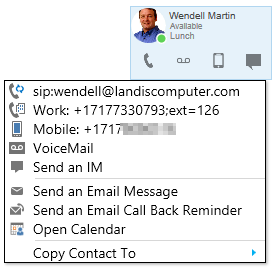 Wendell Martin
Available
Lunch
sip:wendell@landiscomputer.com
Work: +17177330793;ext=126
Mobile: +1717
VoiceMail
Send an IM
Send an Email Message
Send an Email Call Back Reminder
Open Calendar
Copy Contact To